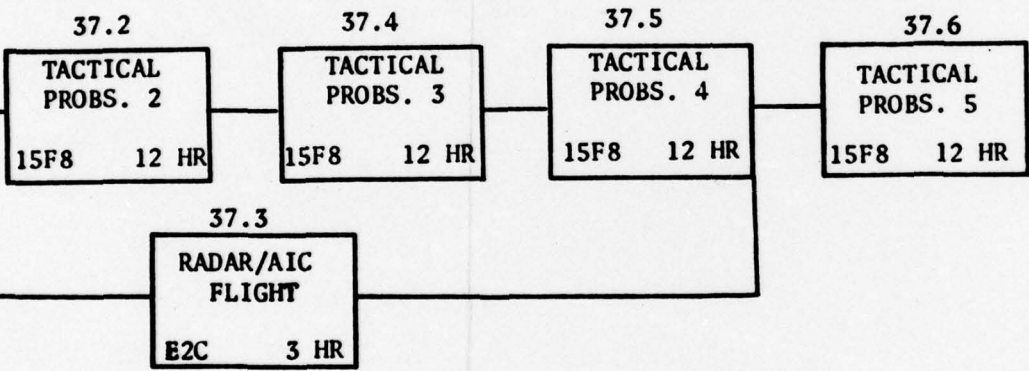 37.2
TACTICAL
PROBS. 2
15F8 12 HR
37.4
TACTICAL
PROBS. 3
15F8 12 HR
37.5
TACTICAL
PROBS. 4
15F8 12 HR
37.6
TACTICAL
PROBS. 5
15F8 12 HR
37.3
RADAR/AIC
FLIGHT
E2C 3 HR